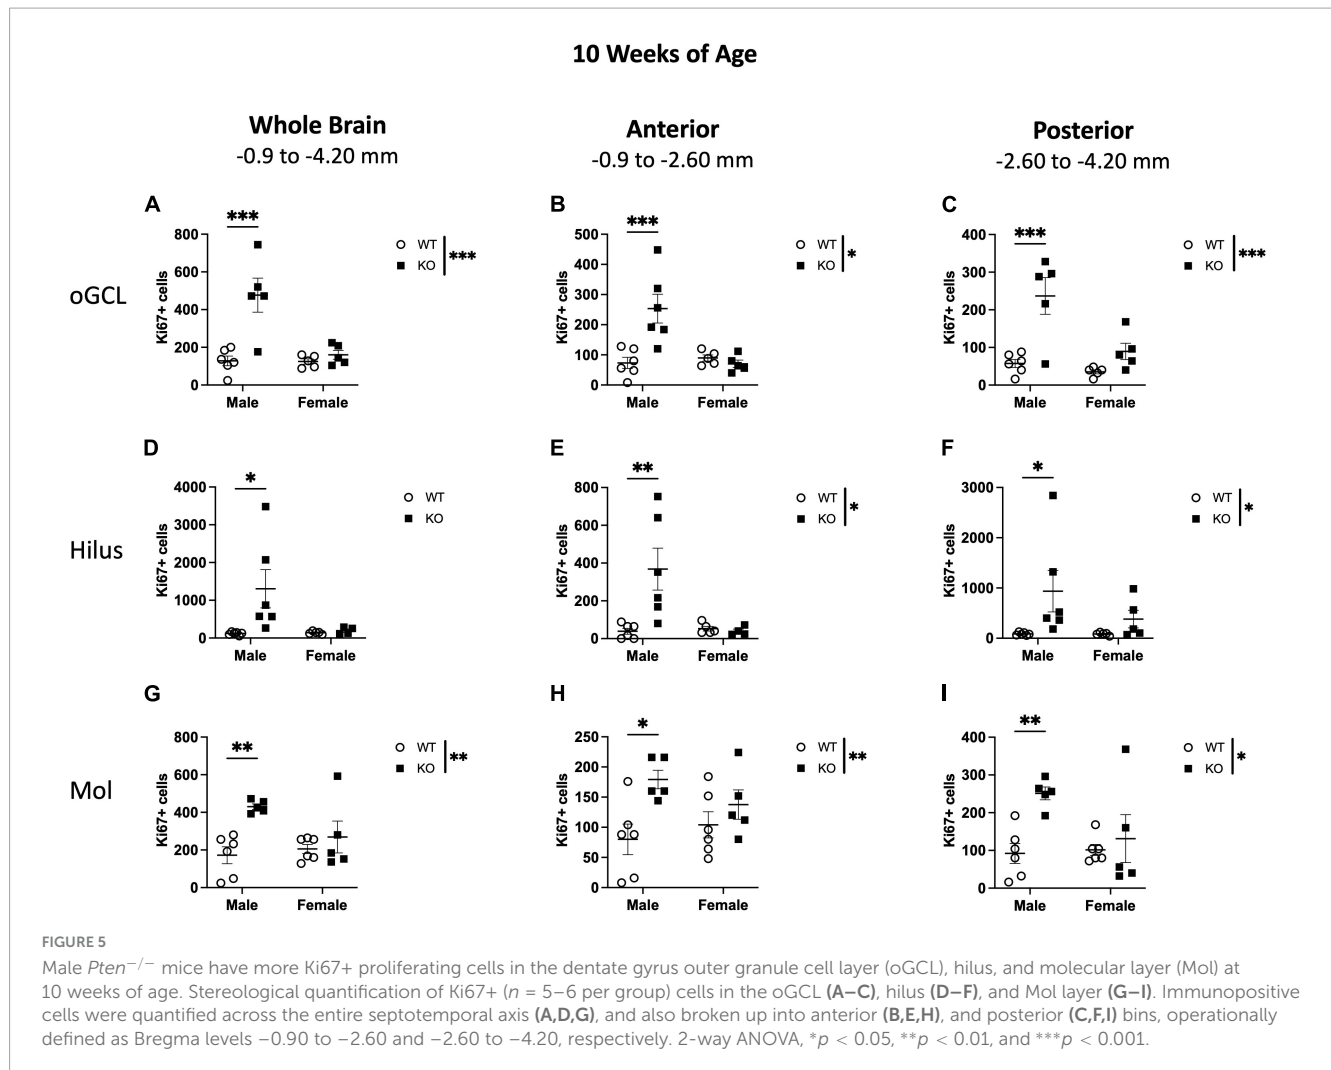 10 Weeks of Age
Whole Brain
-0.9 to -4.20 mm
Anterior
-0.9 to -2.60 mm
Posterior
-2.60 to -4.20 mm
oGCL
A
***
Ki67+ cells
800
600
400
200
0
Male
Female
WT
KO
***
B
***
Ki67+ cells
500
400
300
200
100
0
Male
Female
WT
KO
*
C
***
Ki67+ cells
400
300
200
100
0
Male
Female
WT
KO
***
Hilus
D
*
Ki67+ cells
4000
3000
2000
1000
0
Male
Female
WT
KO
E
**
Ki67+ cells
800
600
400
200
0
Male
Female
WT
KO
*
F
*
Ki67+ cells
3000
2000
1000
0
Male
Female
WT
KO
*
Mol
G
**
Ki67+ cells
800
600
400
200
0
Male
Female
WT
KO
**
H
*
Ki67+ cells
250
200
150
100
50
0
Male
Female
WT
KO
**
I
**
Ki67+ cells
400
300
200
100
0
Male
Female
WT
KO
*
FIGURE 5
Male Pten−/− mice have more Ki67+ proliferating cells in the dentate gyrus outer granule cell layer (oGCL), hilus, and molecular layer (Mol) at
10 weeks of age. Stereological quantification of Ki67+ (n = 5–6 per group) cells in the oGCL (A–C), hilus (D–F), and Mol layer (G–I). Immunopositive
cells were quantified across the entire septotemporal axis (A,D,G), and also broken up into anterior (B,E,H), and posterior (C,F,I) bins, operationally
defined as Bregma levels −0.90 to −2.60 and −2.60 to −4.20, respectively. 2-way ANOVA, *p < 0.05, **p < 0.01, and ***p < 0.001.